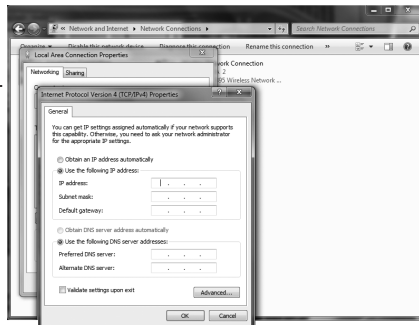 « Network and Internet ► Network Connections ►
Search Network Connections
Organize ▼ Disable this network device Diagnose this connection Rename this connection »
Local Area Connection Properties
work Connection
2
95 Wireless Network ...
Networking Sharing
Internet Protocol Version 4 (TCP/IPv4) Properties
General
You can get IP settings assigned automatically if your network supports
this capability. Otherwise, you need to ask your network administrator
for the appropriate IP settings.
Obtain an IP address automatically
Use the following IP address:
IP address:
Subnet mask:
Default gateway:
Obtain DNS server address automatically
Use the following DNS server addresses:
Preferred DNS server:
Alternate DNS server:
Validate settings upon exit
Advanced...
OK Cancel